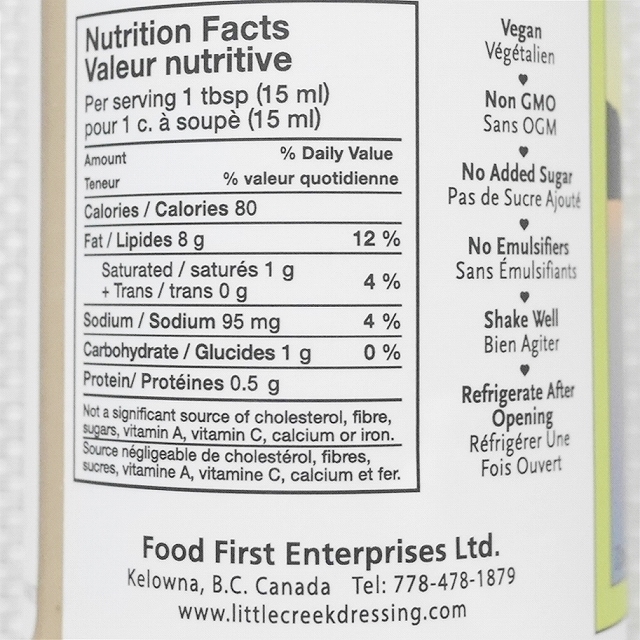 Nutrition Facts
Valeur nutritive
Per serving 1 tbsp (15 ml)
pour 1 c. à soupè (15 ml)
Amount % Daily Value
Teneur % valeur quotidienne
Calories / Calories 80
Fat / Lipides 8 g 12 %
Saturated / saturés 1 g
+ Trans / trans 0 g 4 %
Sodium / Sodium 95 mg 4 %
Carbohydrate / Glucides 1 g 0 %
Protein/ Protéines 0.5 g
Not a significant source of cholesterol, fibre,
sugars, vitamin A, vitamin C, calcium or iron.
Source négligeable de cholestérol, fibres,
sucres, vitamine A, vitamine C, calcium et fer.
Vegan
Végétalien
Non GMO
Sans OGM
No Added Sugar
Pas de Sucre Ajouté
No Emulsifiers
Sans Émulsifiants
Shake Well
Bien Agiter
Refrigerate After
Opening
Réfrigérer Une
Fois Ouvert
Food First Enterprises Ltd.
Kelowna, B.C. Canada Tel: 778-478-1879
www.littlecreekdressing.com